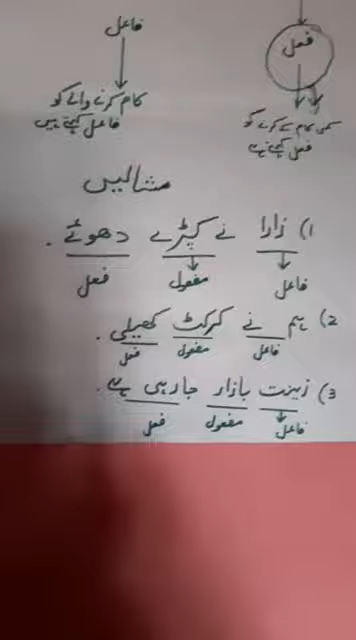 فعل
کسی کام کے کرنے کو
فعل کہتے ہیں
فاعل
کام کرنے والے کو
فاعل کہتے ہیں
مثالیں
1) زارا نے کپڑے دھوئے ۔
فاعل مفعول فعل
2) ہم نے کرکٹ کھیلی ۔
فاعل مفعول فعل
3) زینت بازار جارہی ہے۔
فاعل مفعول فعل